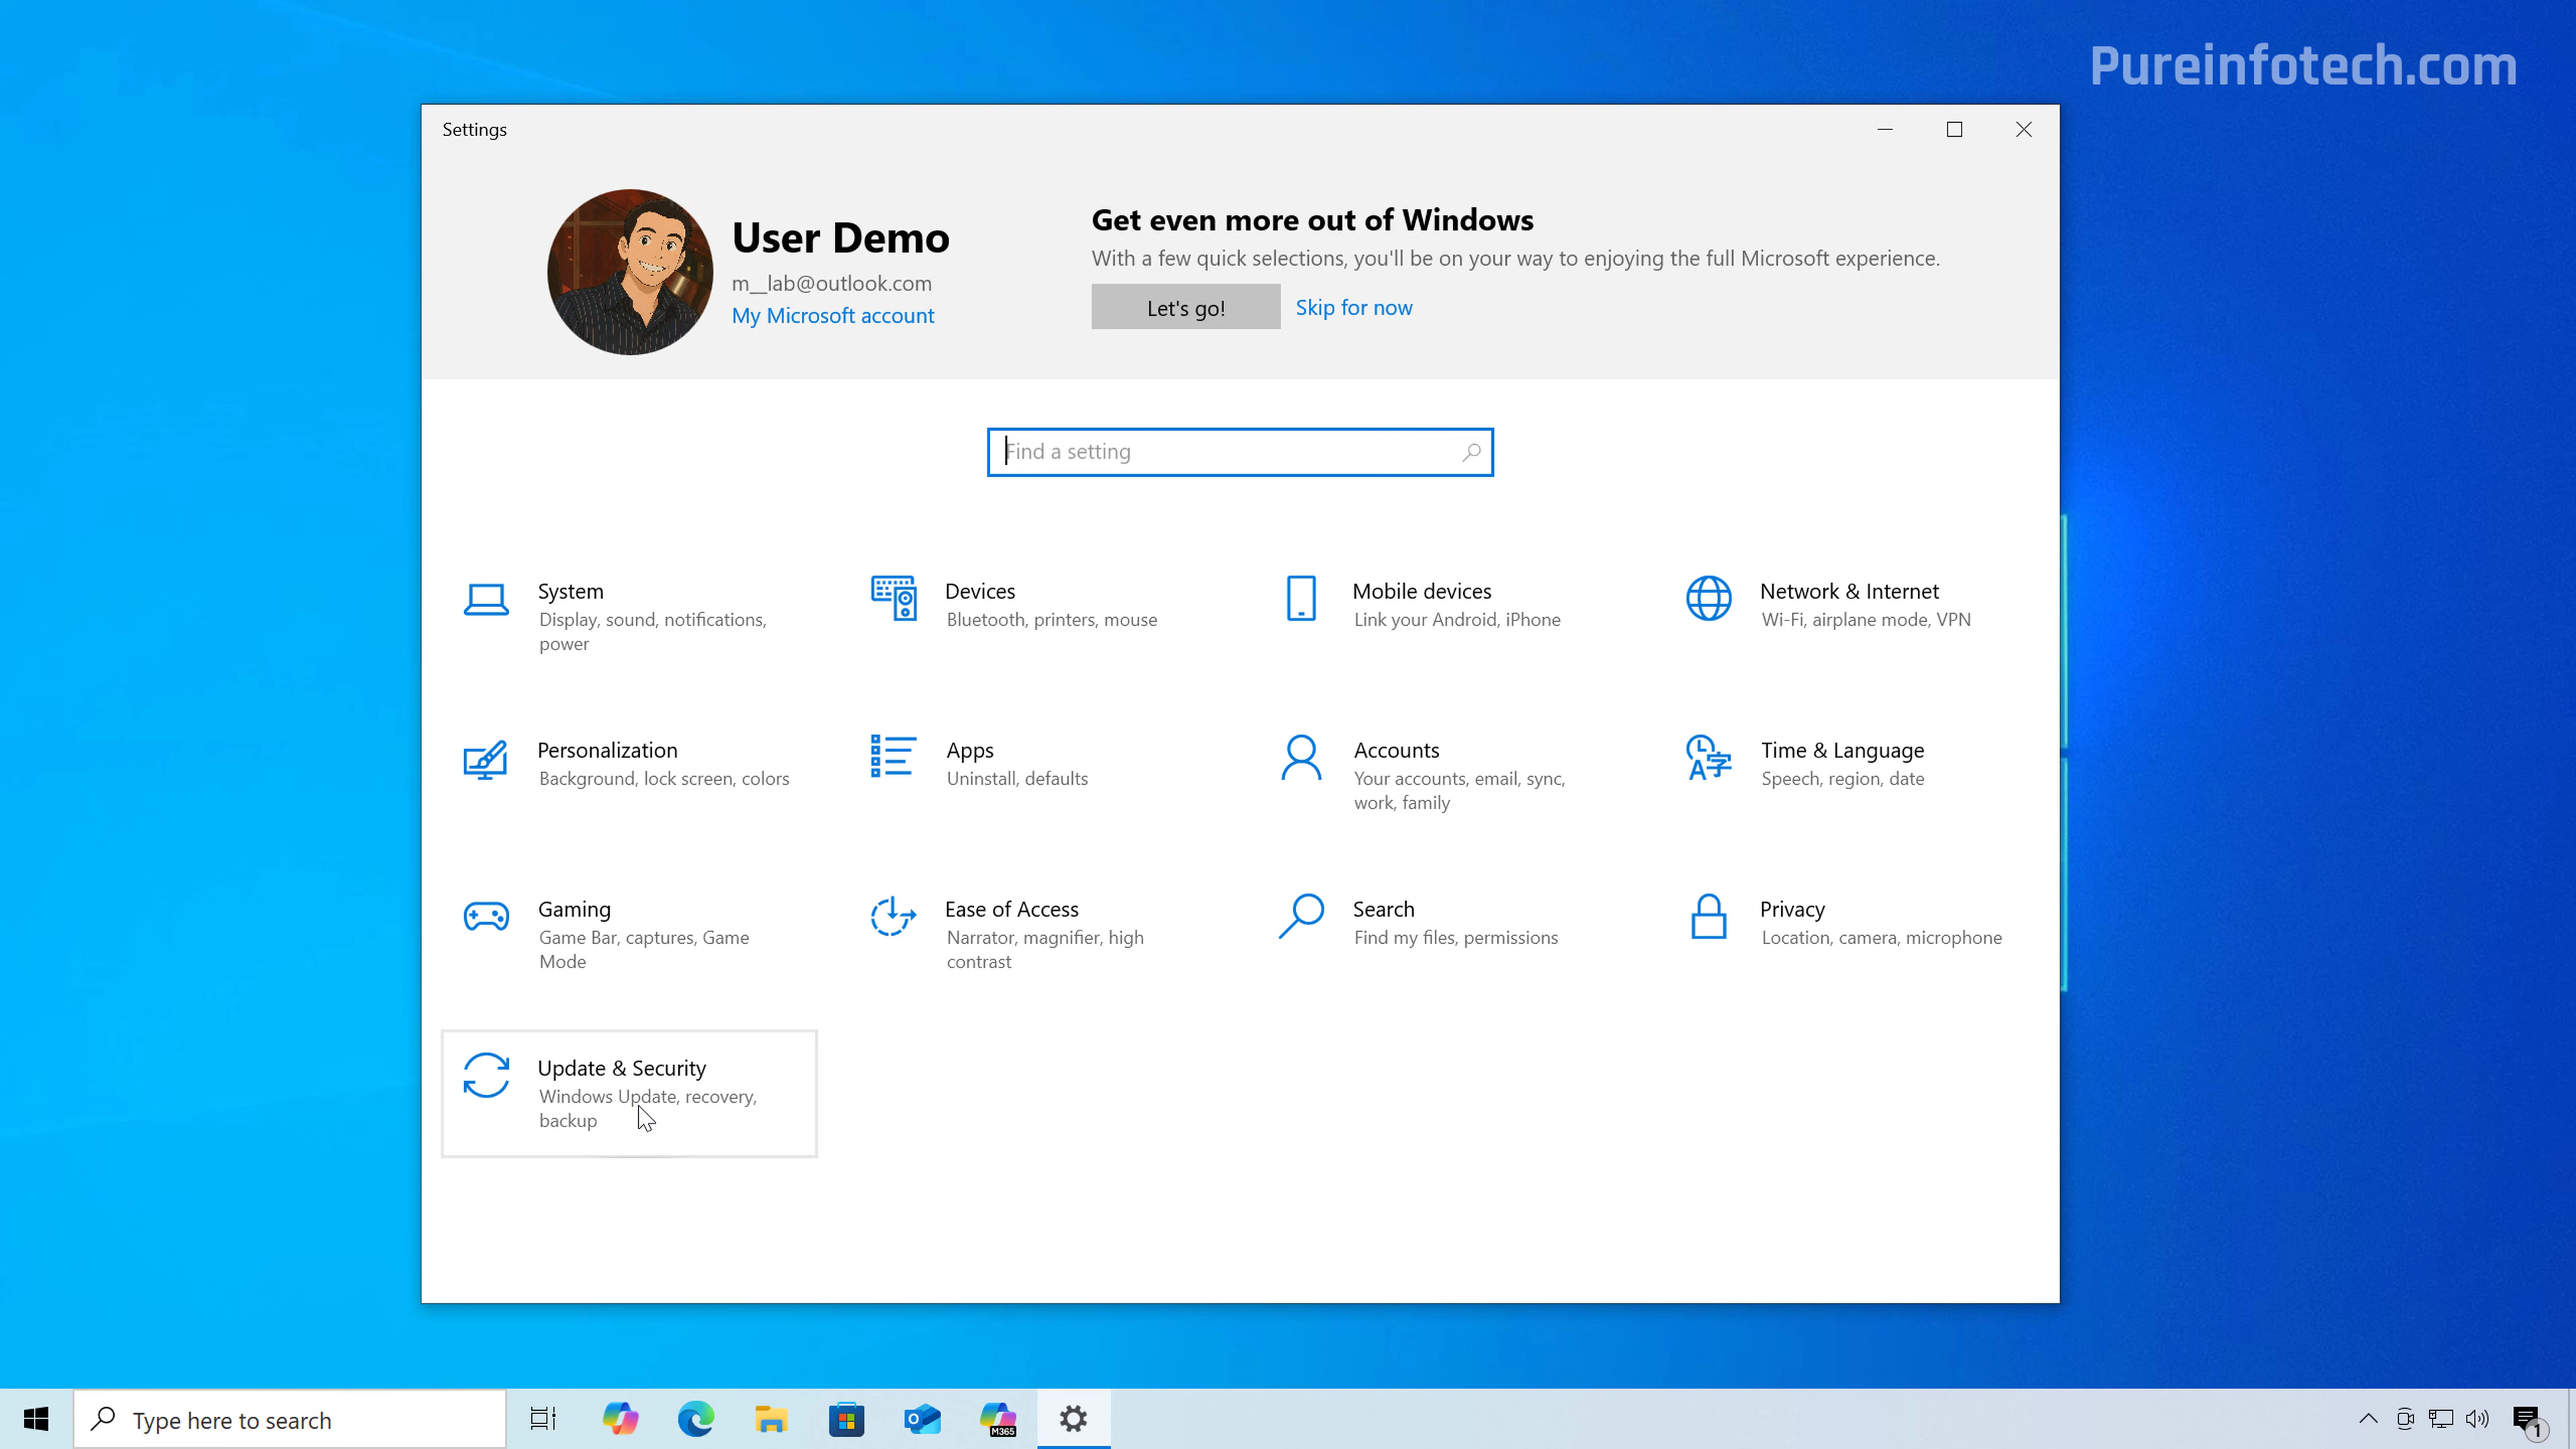 Pureinfotech.com
Settings
User Demo
m__lab@outlook.com
My Microsoft account
Get even more out of Windows
With a few quick selections, you'll be on your way to enjoying the full Microsoft experience.
Let's go!
Skip for now
Find a setting
System
Display, sound, notifications,
power
Devices
Bluetooth, printers, mouse
Mobile devices
Link your Android, iPhone
Network & Internet
Wi-Fi, airplane mode, VPN
Personalization
Background, lock screen, colors
Apps
Uninstall, defaults
Accounts
Your accounts, email, sync,
work, family
Time & Language
Speech, region, date
Gaming
Game Bar, captures, Game
Mode
Ease of Access
Narrator, magnifier, high
contrast
Search
Find my files, permissions
Privacy
Location, camera, microphone
Update & Security
Windows Update, recovery,
backup
Type here to search
M365
1